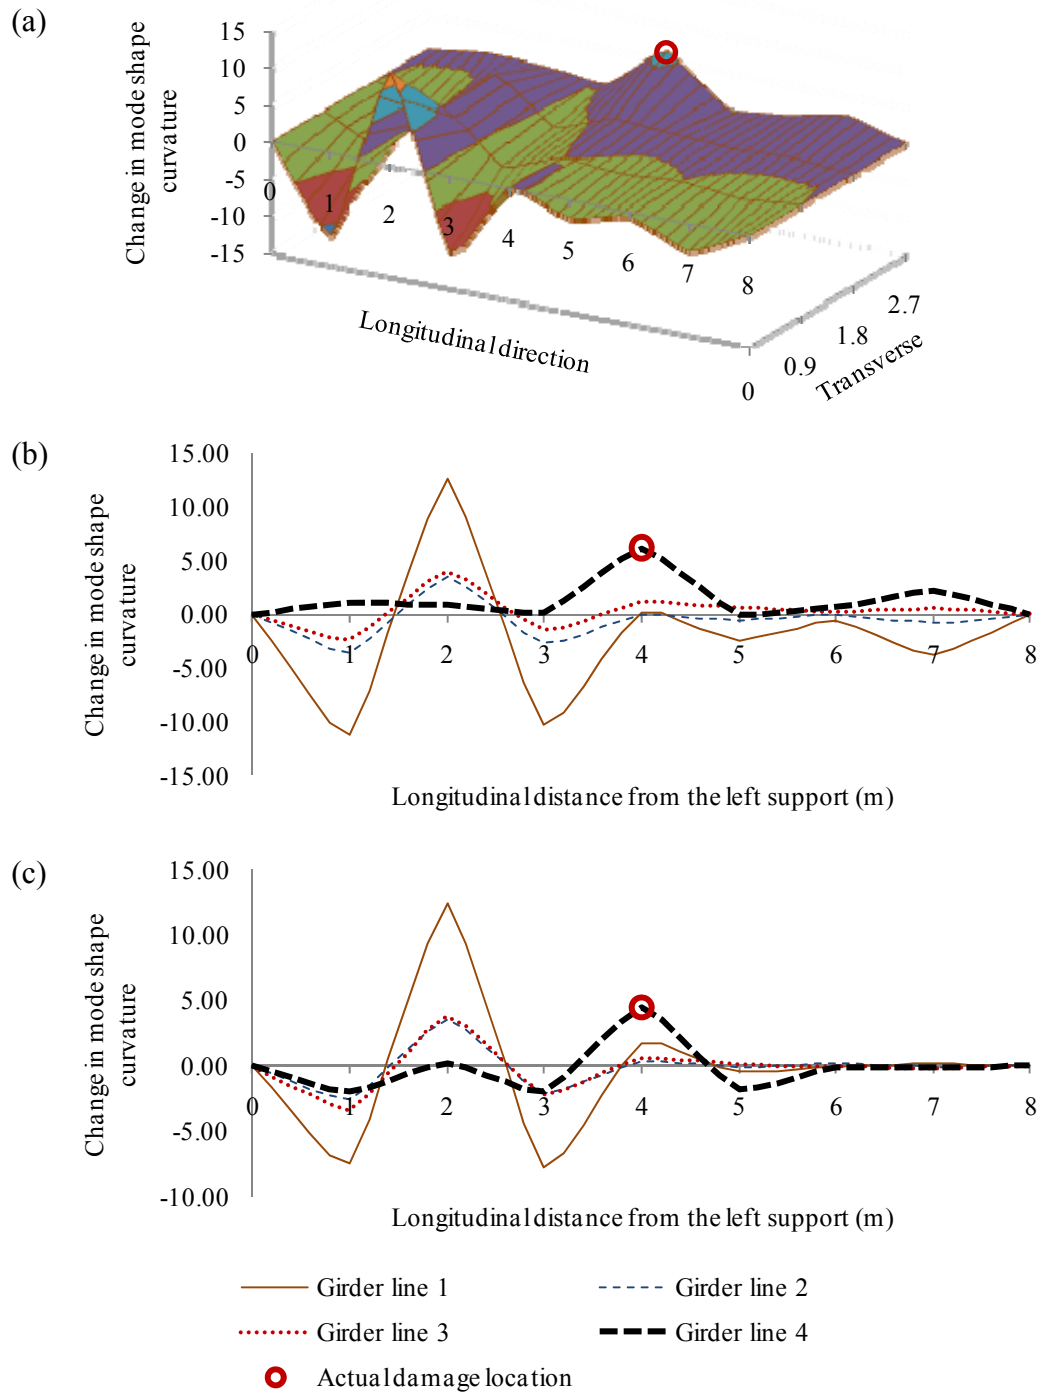 (a)
15
10
5
0
-5
-10
-15
Change in mode shape
curvature
0
1
2
3
4
5
6
7
8
Longitudinal direction
0
0.9
1.8
2.7
Transverse
(b)
15.00
10.00
5.00
0.00
-5.00
-10.00
-15.00
Change in mode shape
curvature
0 1 2 3 4 5 6 7 8
Longitudinal distance from the left support (m)
(c)
15.00
10.00
5.00
0.00
-5.00
-10.00
Change in mode shape
curvature
0 1 2 3 4 5 6 7 8
Longitudinal distance from the left support (m)
Girder line 1 Girder line 2
Girder line 3 Girder line 4
Actual damage location